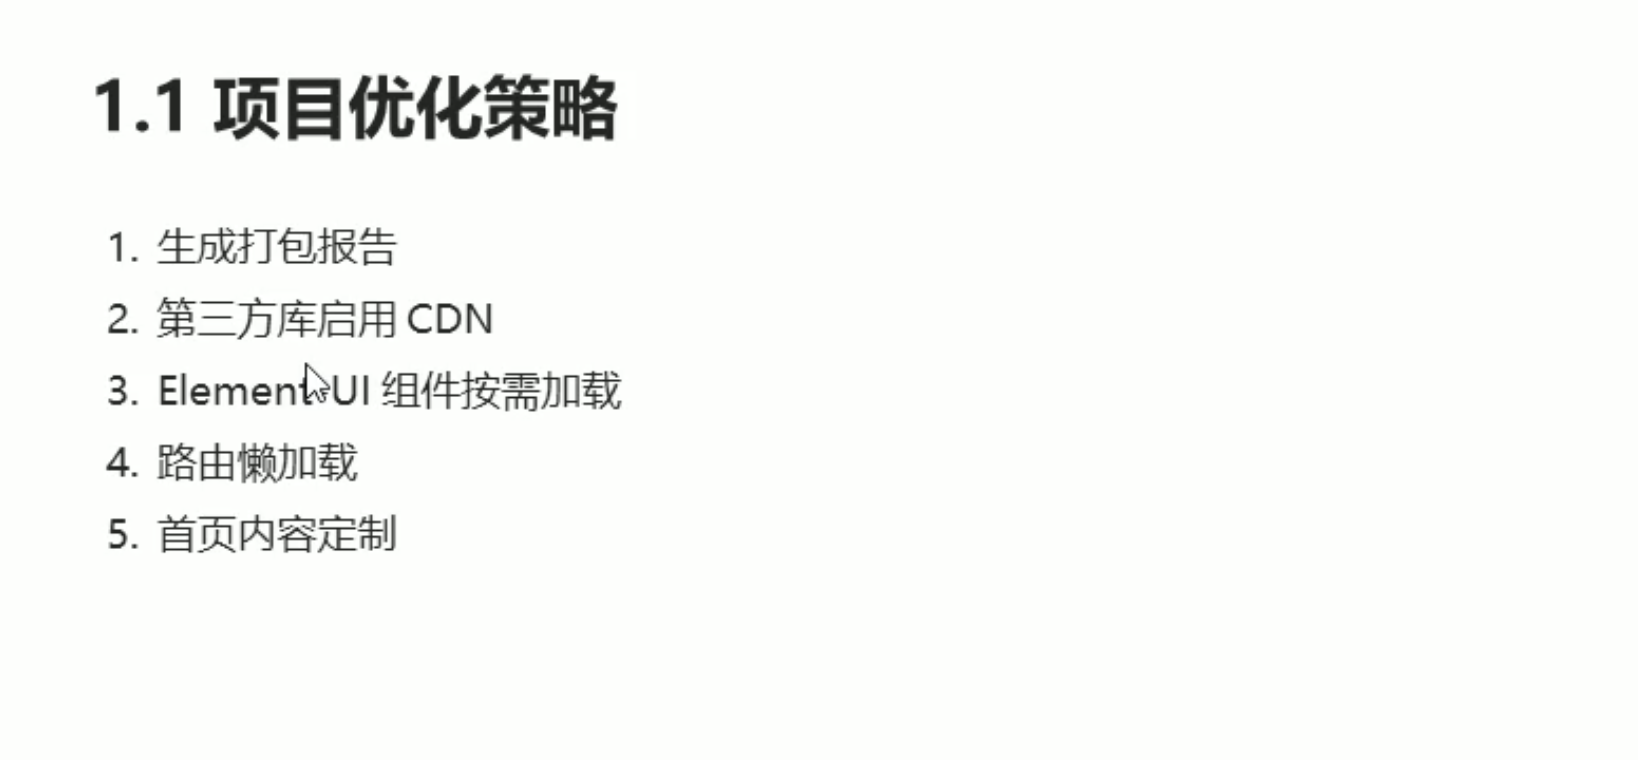 1.1 项目优化策略
1. 生成打包报告
2. 第三方库启用 CDN
3. Element-UI 组件按需加载
4. 路由懒加载
5. 首页内容定制